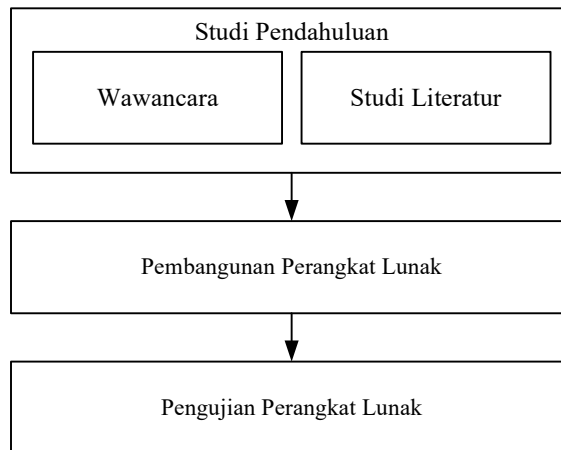 Studi Pendahuluan
Wawancara
Studi Literatur
Pembangunan Perangkat Lunak
Pengujian Perangkat Lunak